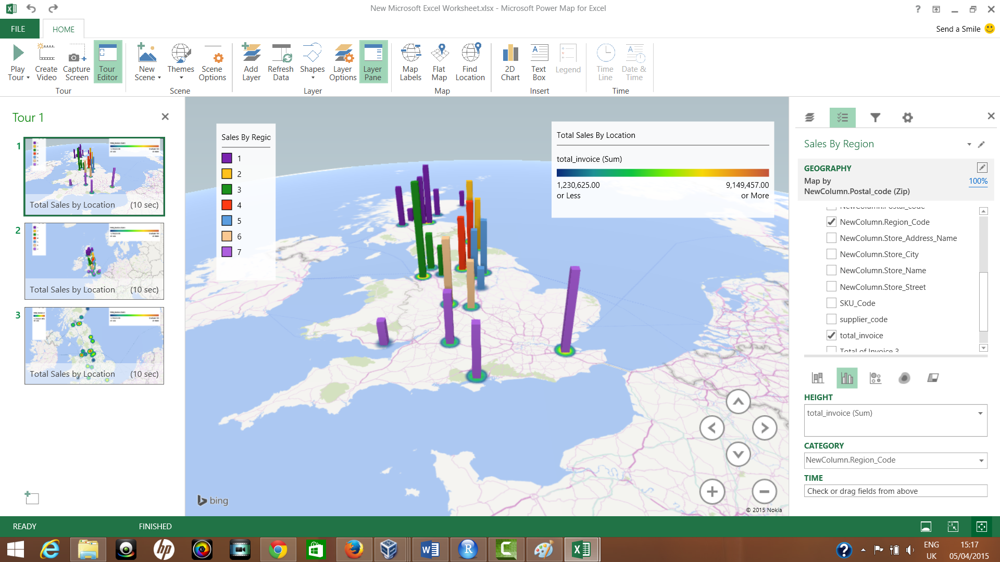 New Microsoft Excel Worksheet.xlsx - Microsoft Power Map for Excel
?
FILE
HOME
Send a Smile
Play Tour
Create Video
Capture Screen
Tour Editor
New Scene
Themes
Scene Options
Add Layer
Refresh Data
Shapes
Layer Options
Layer Pane
Map Labels
Flat Map
Find Location
2D Chart
Text Box
Legend
Time Line
Date & Time
Tour
Scene
Layer
Map
Insert
Time
Tour 1
1
Total Sales by Location (10 sec)
2
Total Sales by Location (10 sec)
3
Total Sales by Location (10 sec)
Sales By Regio
1
2
3
4
5
6
7
Total Sales By Location
total_invoice (Sum)
1,230,625.00 or Less
9,149,457.00 or More
bing
© 2015 Nokia
Sales By Region
GEOGRAPHY
Map by
100%
NewColumn.Postal_code (Zip)
NewColumn.Postal_code
NewColumn.Region_Code
NewColumn.Store_Address_Name
NewColumn.Store_City
NewColumn.Store_Name
NewColumn.Store_Street
SKU_Code
supplier_code
total_invoice
Total of Invoice 3
HEIGHT
total_invoice (Sum)
CATEGORY
NewColumn.Region_Code
TIME
Check or drag fields from above
READY
FINISHED
hp
W
R
C
?
ENG
UK
15:17
05/04/2015